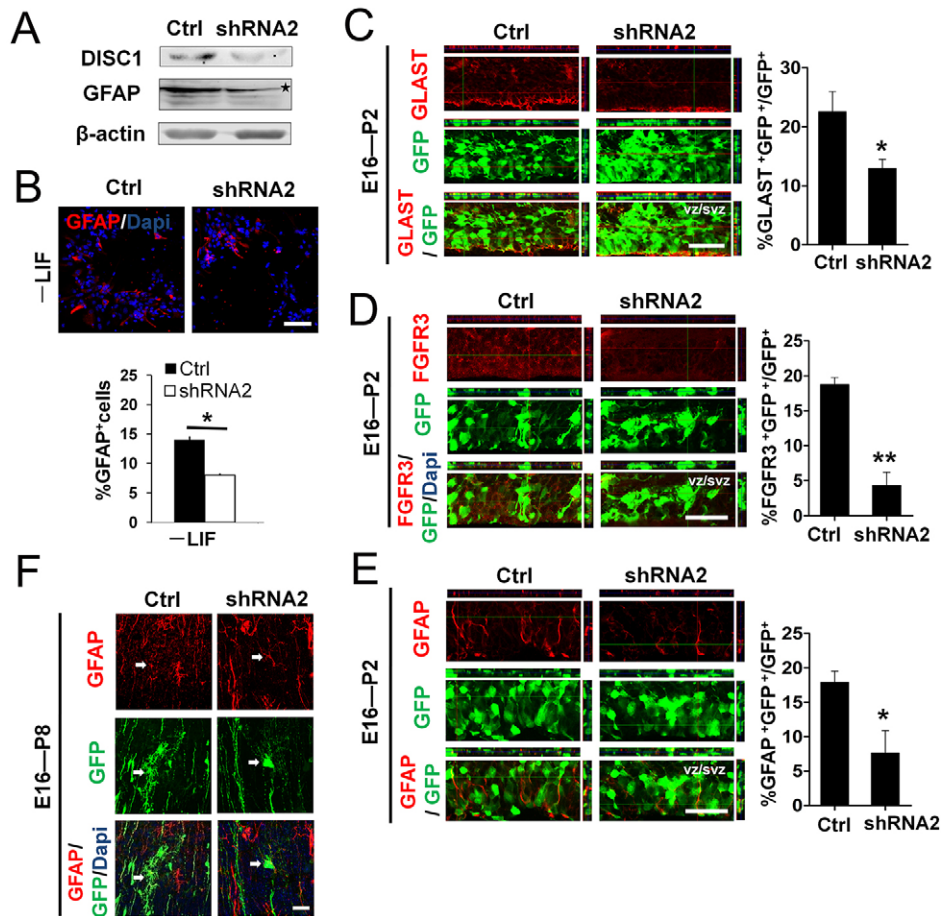 A
Ctrl shRNA2
DISC1
GFAP
★
β-actin
B
Ctrl shRNA2
GFAP/Dapi
—LIF
Ctrl
shRNA2
%GFAP⁺cells
25
20
15
10
5
0
*
—LIF
C
Ctrl shRNA2
E16—P2
GLAST
GFP
GLAST
/ GFP
vz/svz
%GLAST⁺GFP⁺/GFP⁺
30
20
10
0
*
Ctrl shRNA2
D
Ctrl shRNA2
E16—P2
FGFR3
GFP
FGFR3/
GFP/Dapi
vz/svz
%FGFR3⁺GFP⁺/GFP⁺
25
20
15
10
5
0
**
Ctrl shRNA2
E
Ctrl shRNA2
E16—P2
GFAP
GFP
GFAP
/ GFP
vz/svz
%GFAP⁺GFP⁺/GFP⁺
25
20
15
10
5
0
*
Ctrl shRNA2
F
Ctrl shRNA2
E16—P8
GFAP
GFP
GFAP/
GFP/Dapi